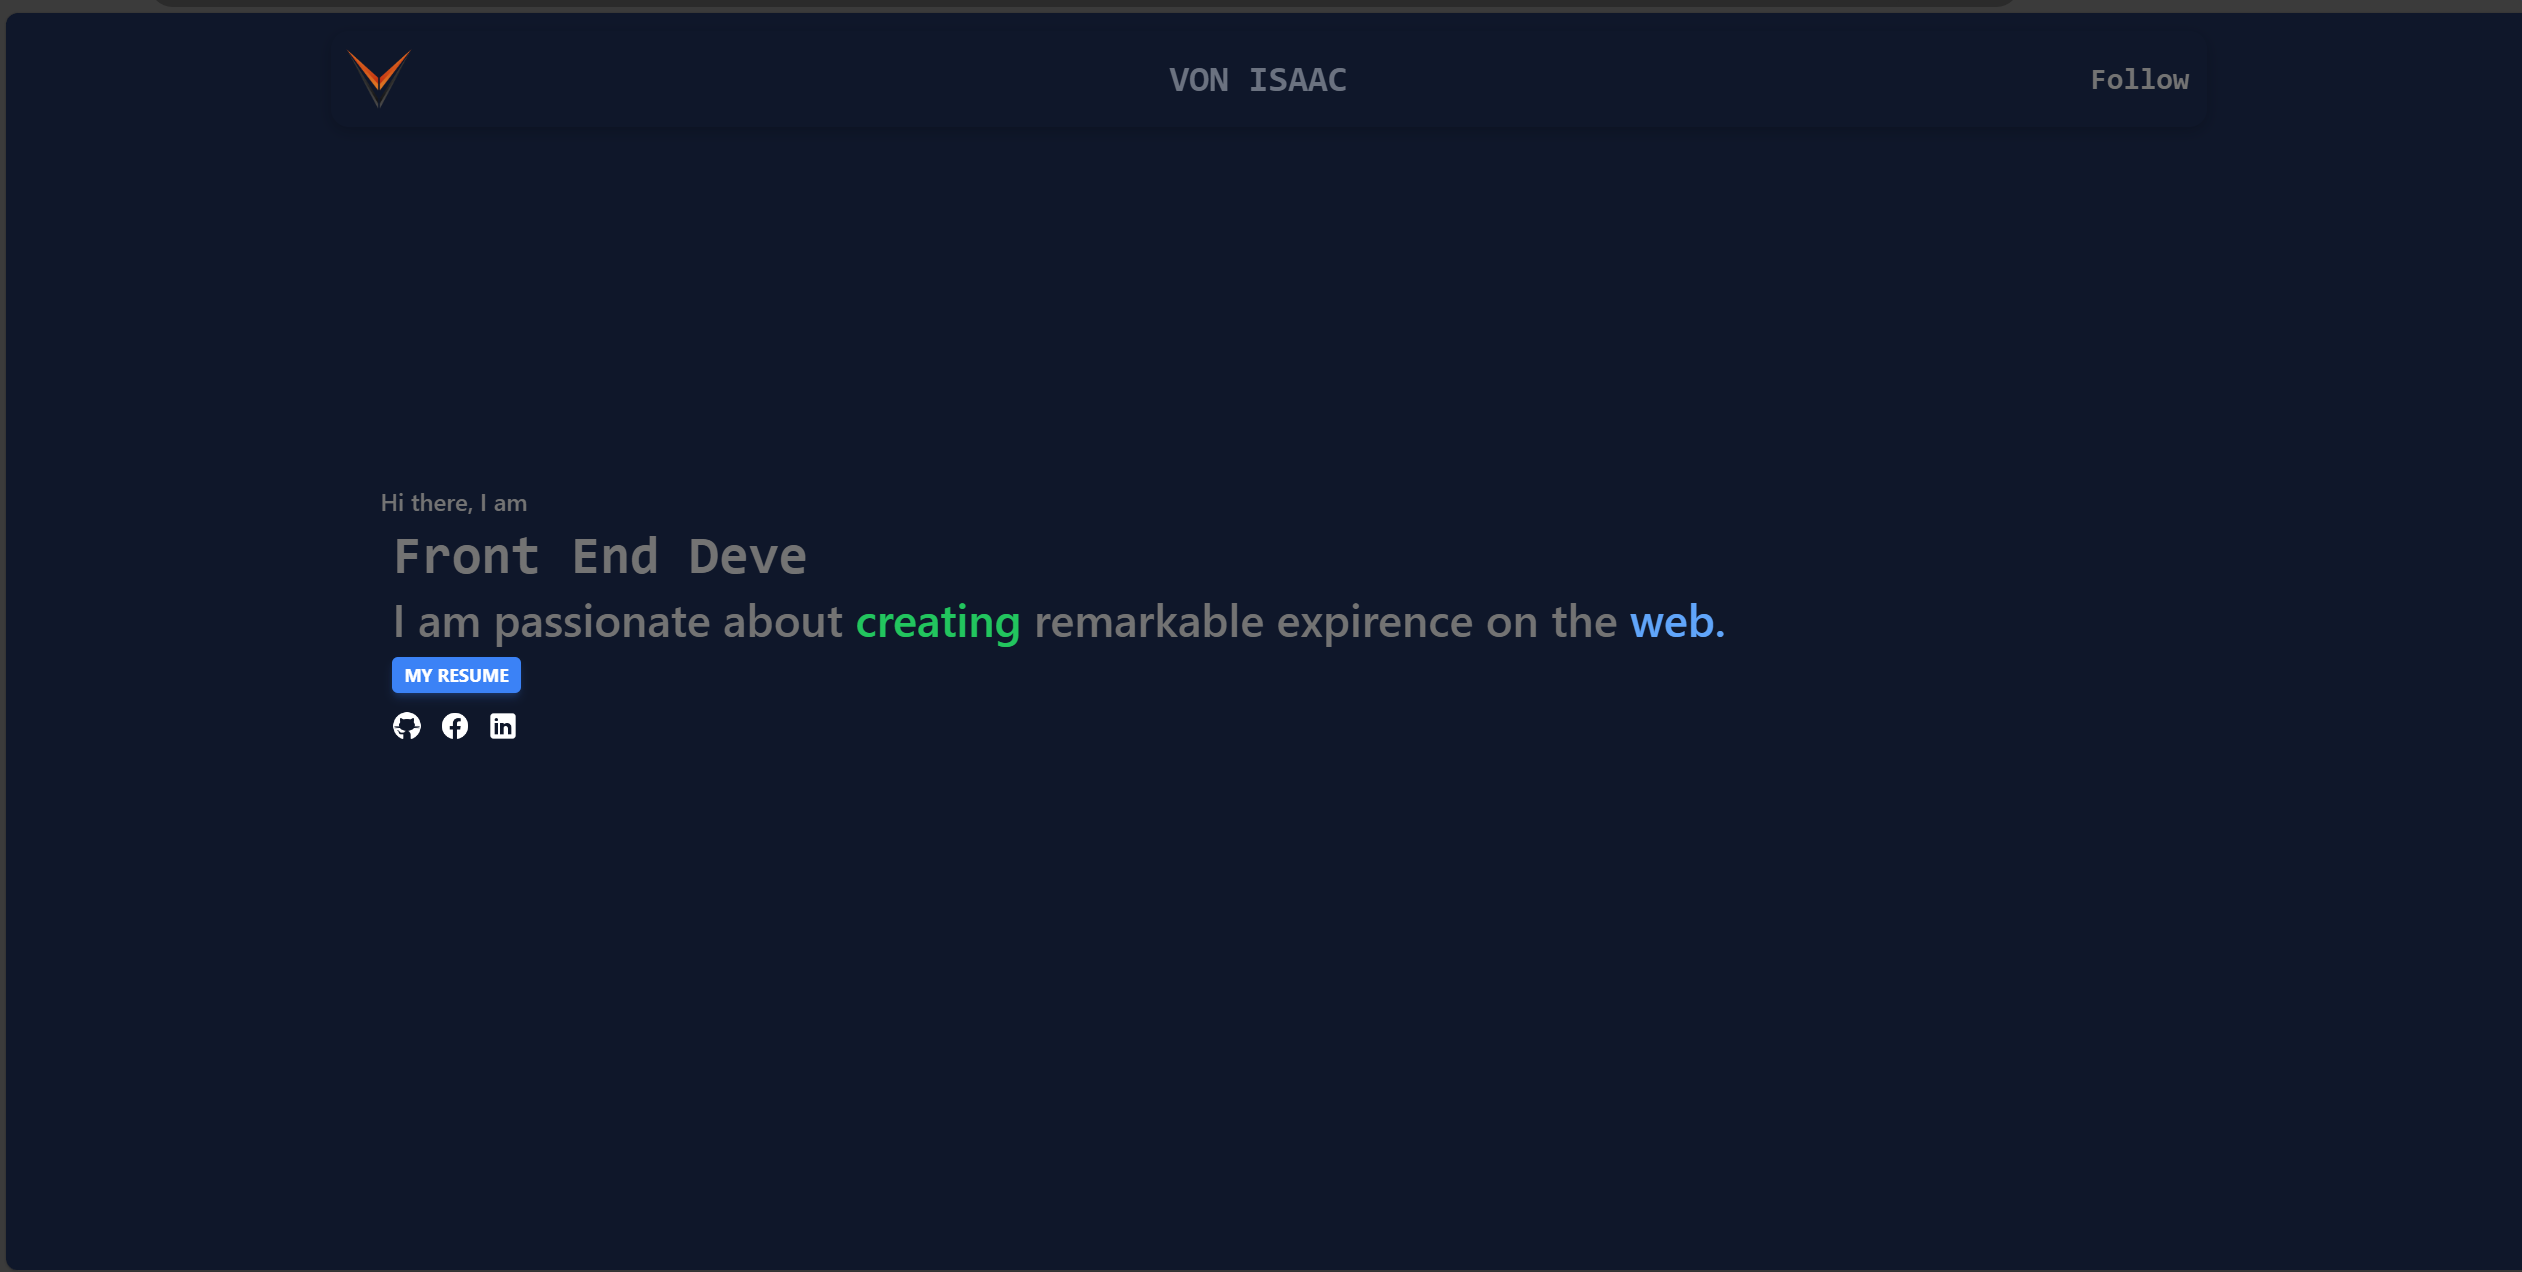 VON ISAAC
Follow
Hi there, I am
Front End Deve
I am passionate about creating remarkable expirence on the web.
MY RESUME
in